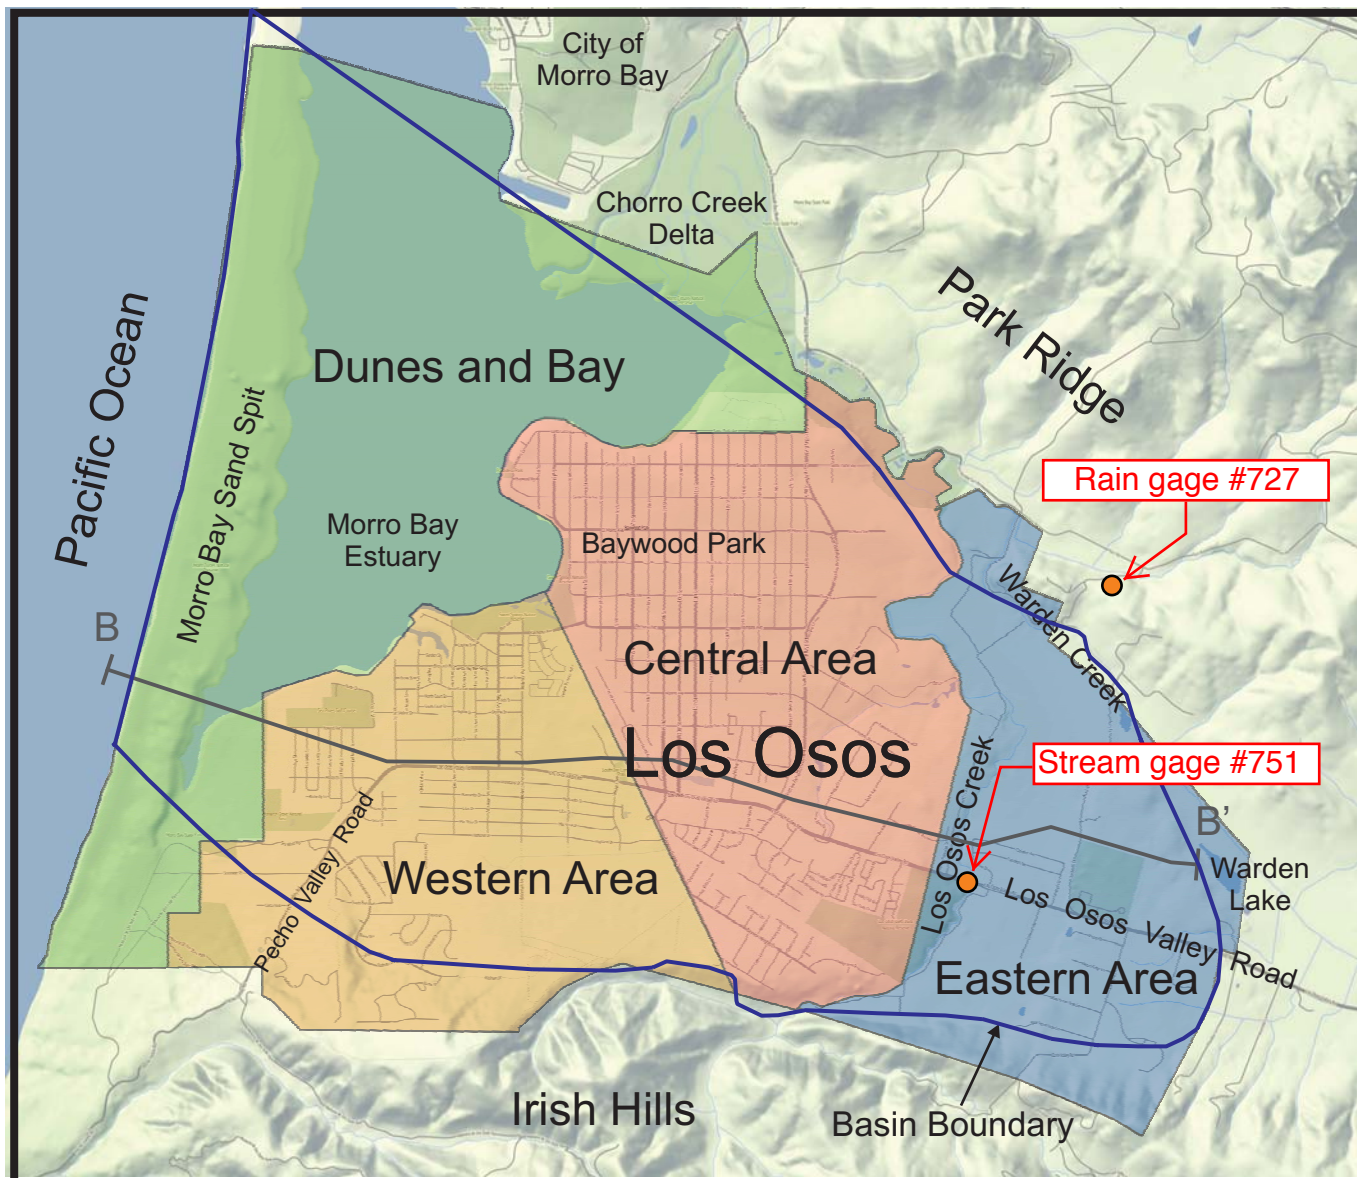 City of
Morro Bay
Chorro Creek
Delta
Park Ridge
Pacific Ocean
Dunes and Bay
Morro Bay Sand Spit
Rain gage #727
Morro Bay
Estuary
Baywood Park
Warden Creek
B
Central Area
Los Osos
Stream gage #751
Los Osos Creek
B’
Pecho Valley Road
Western Area
Warden
Lake
Los Osos Valley Road
Eastern Area
Irish Hills
Basin Boundary